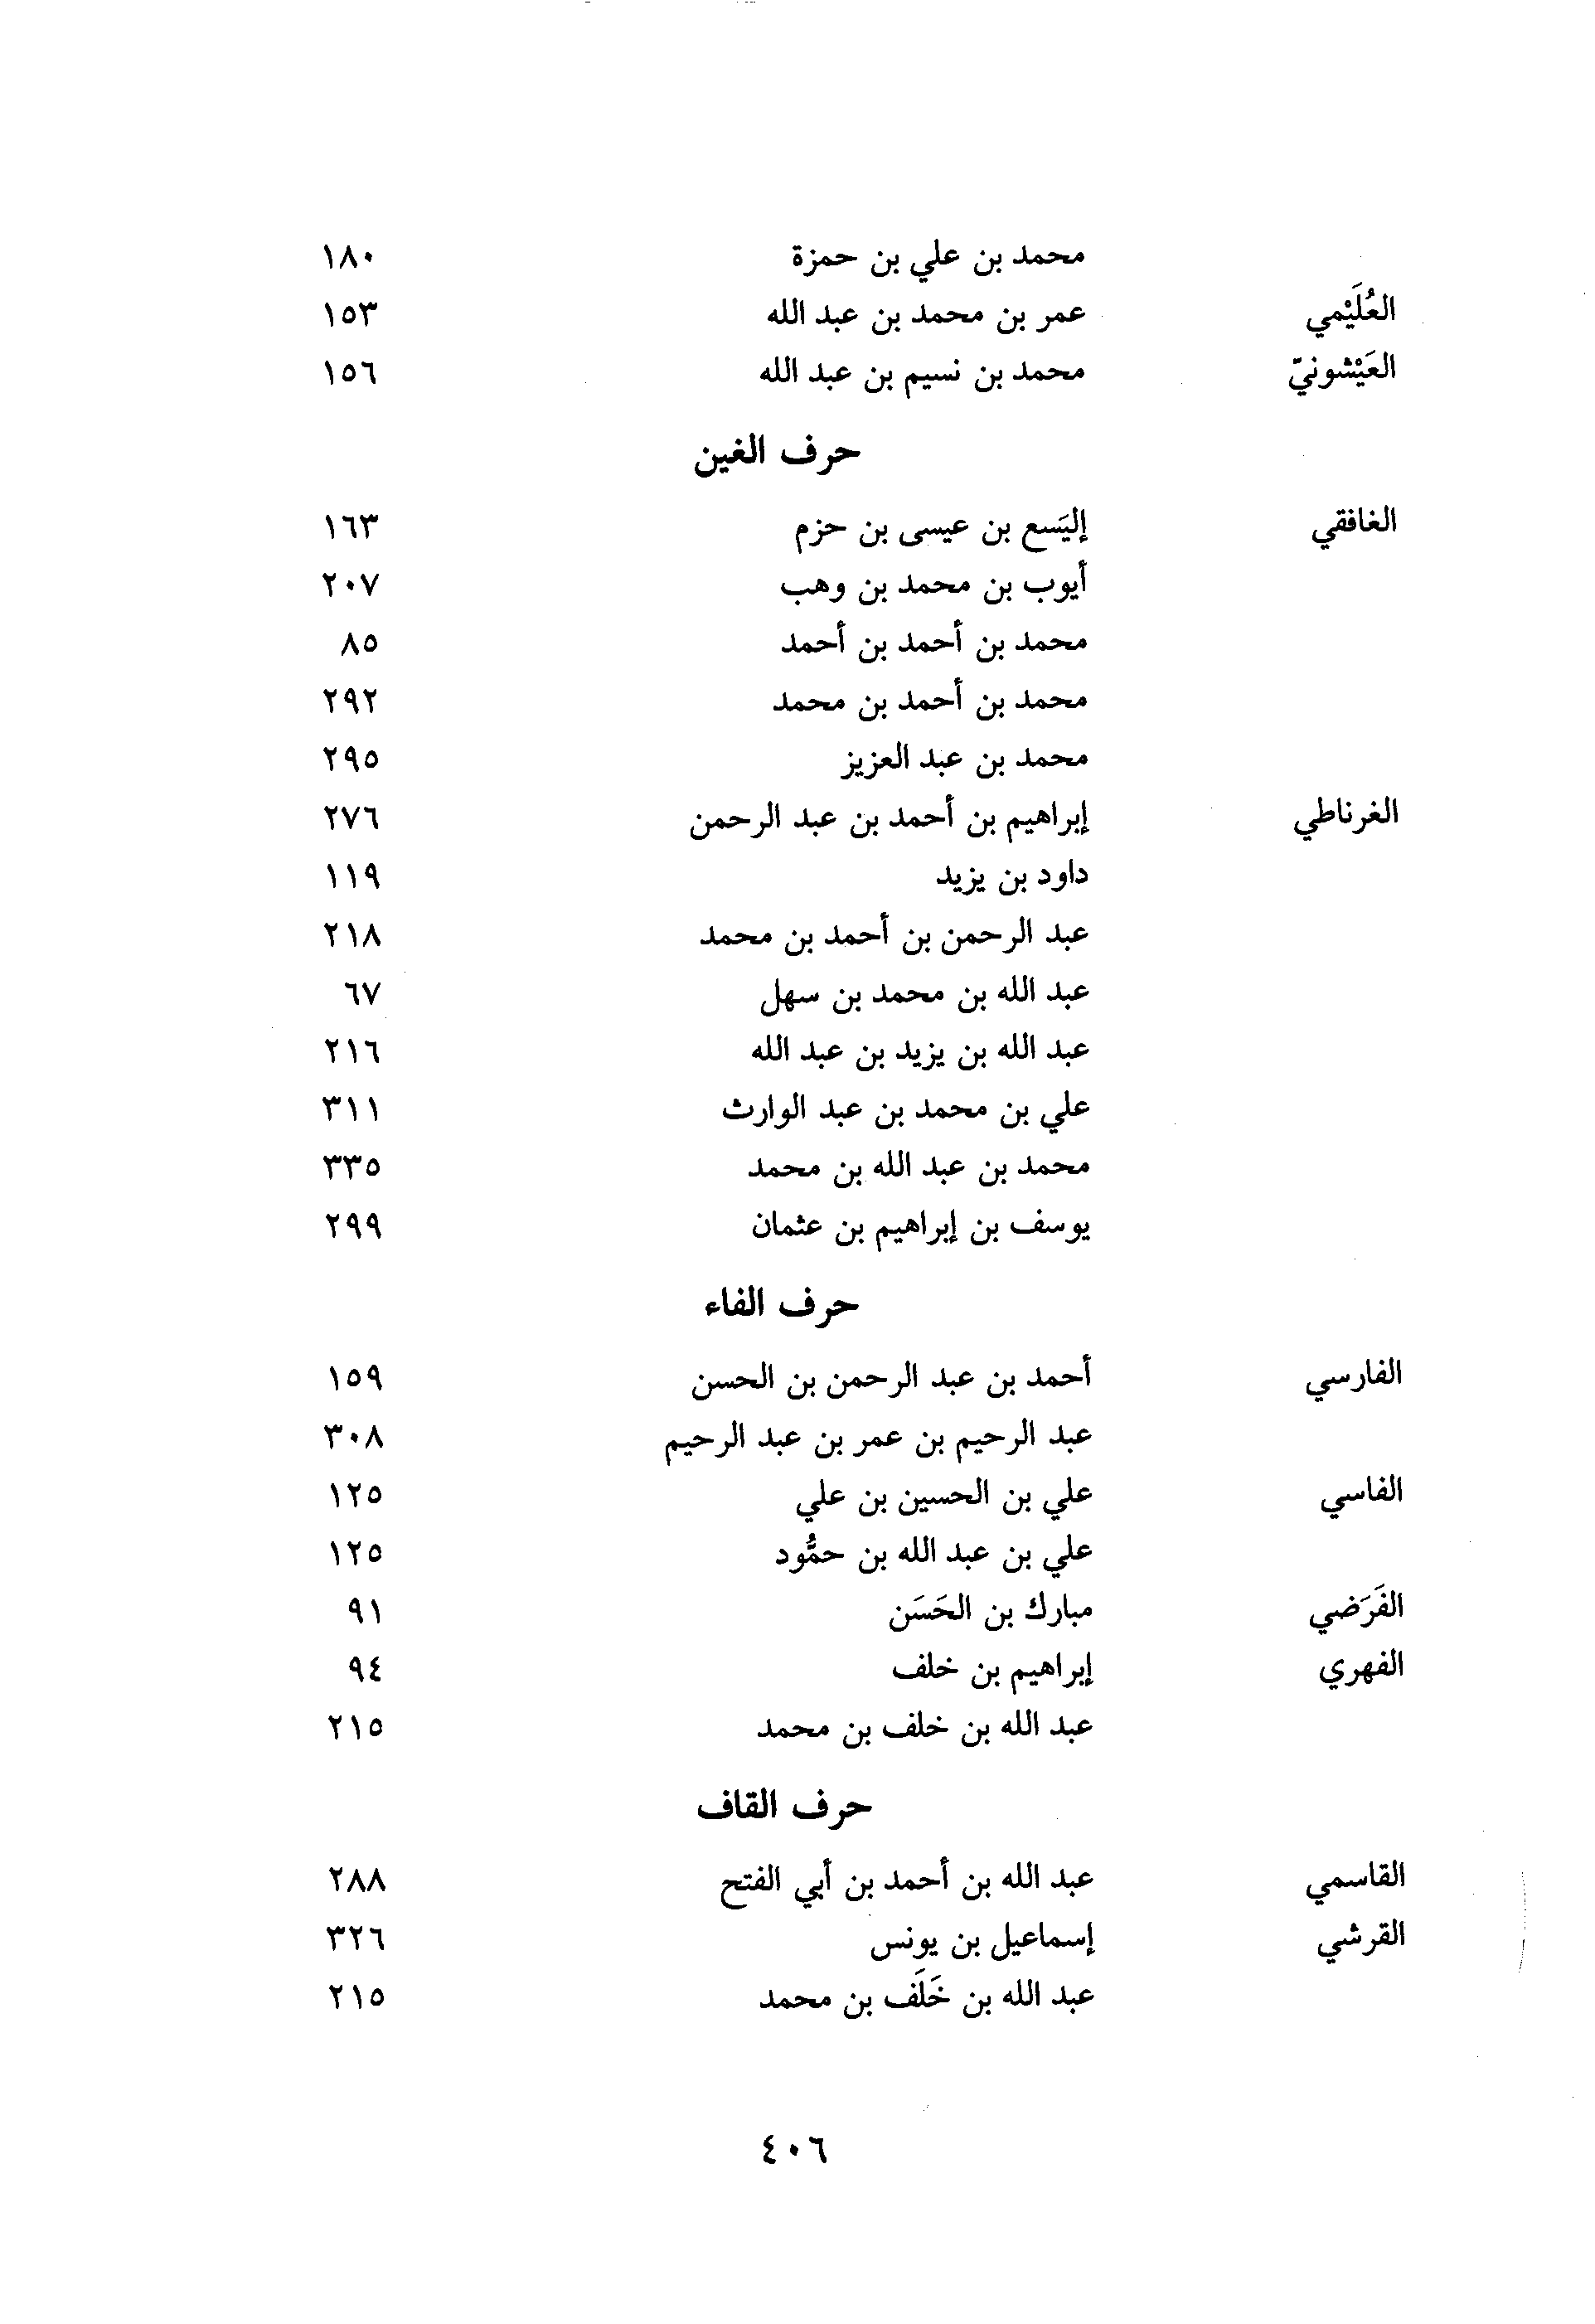 محمد بن علي بن حمزة ١٨٠
العُلَيْمي عمر بن محمد بن عبد الله ١٥٣
العَيْشونيّ محمد بن نسيم بن عبد الله ١٥٦
حرف الغين
الغافقي إليَسع بن عيسى بن حزم ١٦٣
أيوب بن محمد بن وهب ٢٠٧
محمد بن أحمد بن أحمد ٨٥
محمد بن أحمد بن محمد ٢٩٢
محمد بن عبد العزيز ٢٩٥
الغرناطي إبراهيم بن أحمد بن عبد الرحمن ٢٧٦
داود بن يزيد ١١٩
عبد الرحمن بن أحمد بن محمد ٢١٨
عبد الله بن محمد بن سهل ٦٧
عبد الله بن يزيد بن عبد الله ٢١٦
علي بن محمد بن عبد الوارث ٣١١
محمد بن عبد الله بن محمد ٣٣٥
يوسف بن إبراهيم بن عثمان ٢٩٩
حرف الفاء
الفارسي أحمد بن عبد الرحمن بن الحسن ١٥٩
عبد الرحيم بن عمر بن عبد الرحيم ٣٠٨
الفاسي علي بن الحسين بن علي ١٢٥
علي بن عبد الله بن حمُّود ١٢٥
الفَرَضي مبارك بن الحَسَن ٩١
الفهري إبراهيم بن خلف ٩٤
عبد الله بن خلف بن محمد ٢١٥
حرف القاف
القاسمي عبد الله بن أحمد بن أبي الفتح ٢٨٨
القرشي إسماعيل بن يونس ٣٢٦
عبد الله بن خَلَف بن محمد ٢١٥
٤٠٦